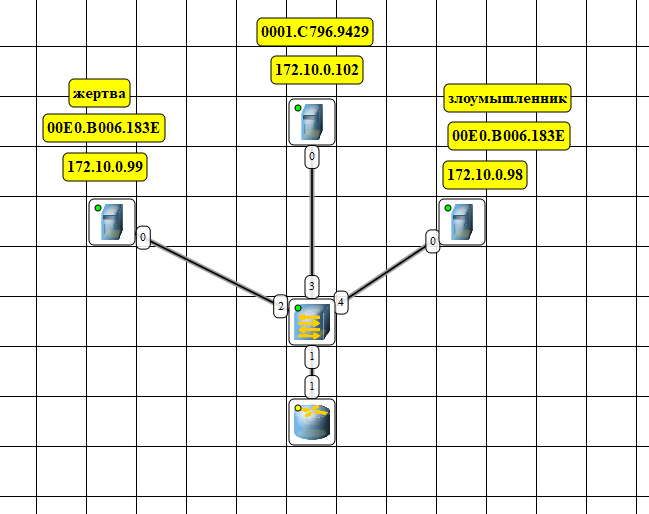 0001.C796.9429
172.10.0.102
жертва
00E0.B006.183E
172.10.0.99
злоумышленник
00E0.B006.183E
172.10.0.98
0
0
0
2
3
4
1
1